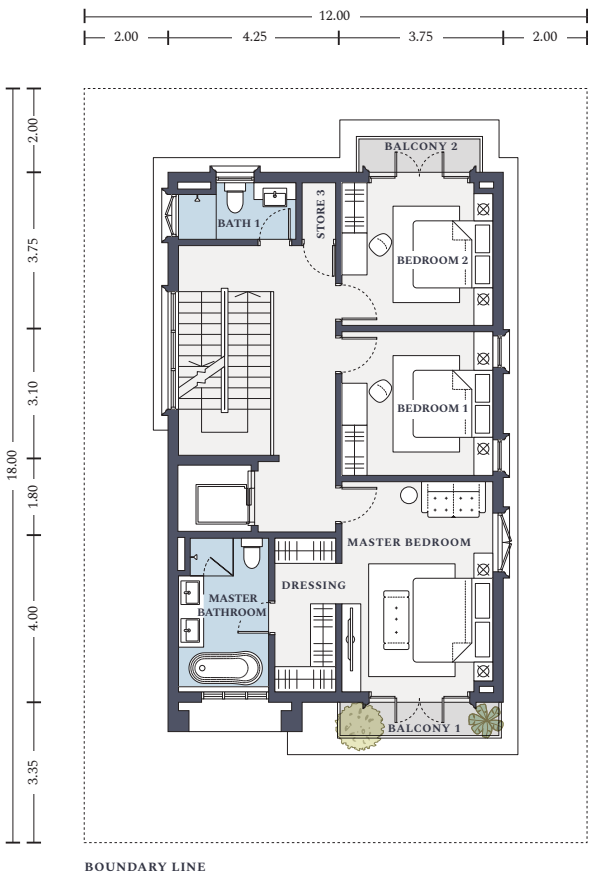 12.00
2.00 4.25 3.75 2.00
2.00
BALCONY 2
STORE 3
BATH 1
3.75
BEDROOM 2
3.10
BEDROOM 1
18.00
1.80
MASTER BEDROOM
DRESSING
MASTER
BATHROOM
4.00
BALCONY 1
3.35
BOUNDARY LINE